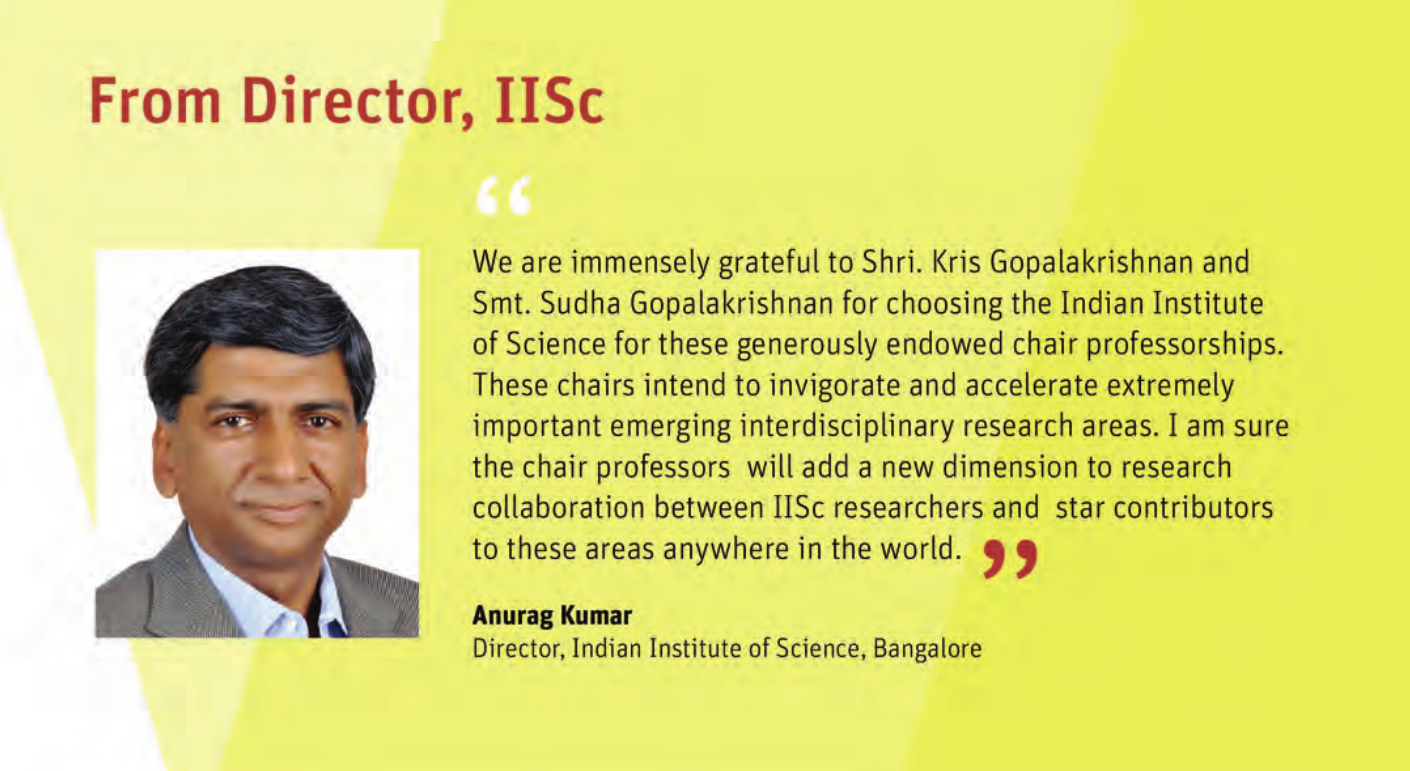 From Director, IISc
“
We are immensely grateful to Shri. Kris Gopalakrishnan and
Smt. Sudha Gopalakrishnan for choosing the Indian Institute
of Science for these generously endowed chair professorships.
These chairs intend to invigorate and accelerate extremely
important emerging interdisciplinary research areas. I am sure
the chair professors will add a new dimension to research
collaboration between IISc researchers and star contributors
to these areas anywhere in the world. ”
Anurag Kumar
Director, Indian Institute of Science, Bangalore